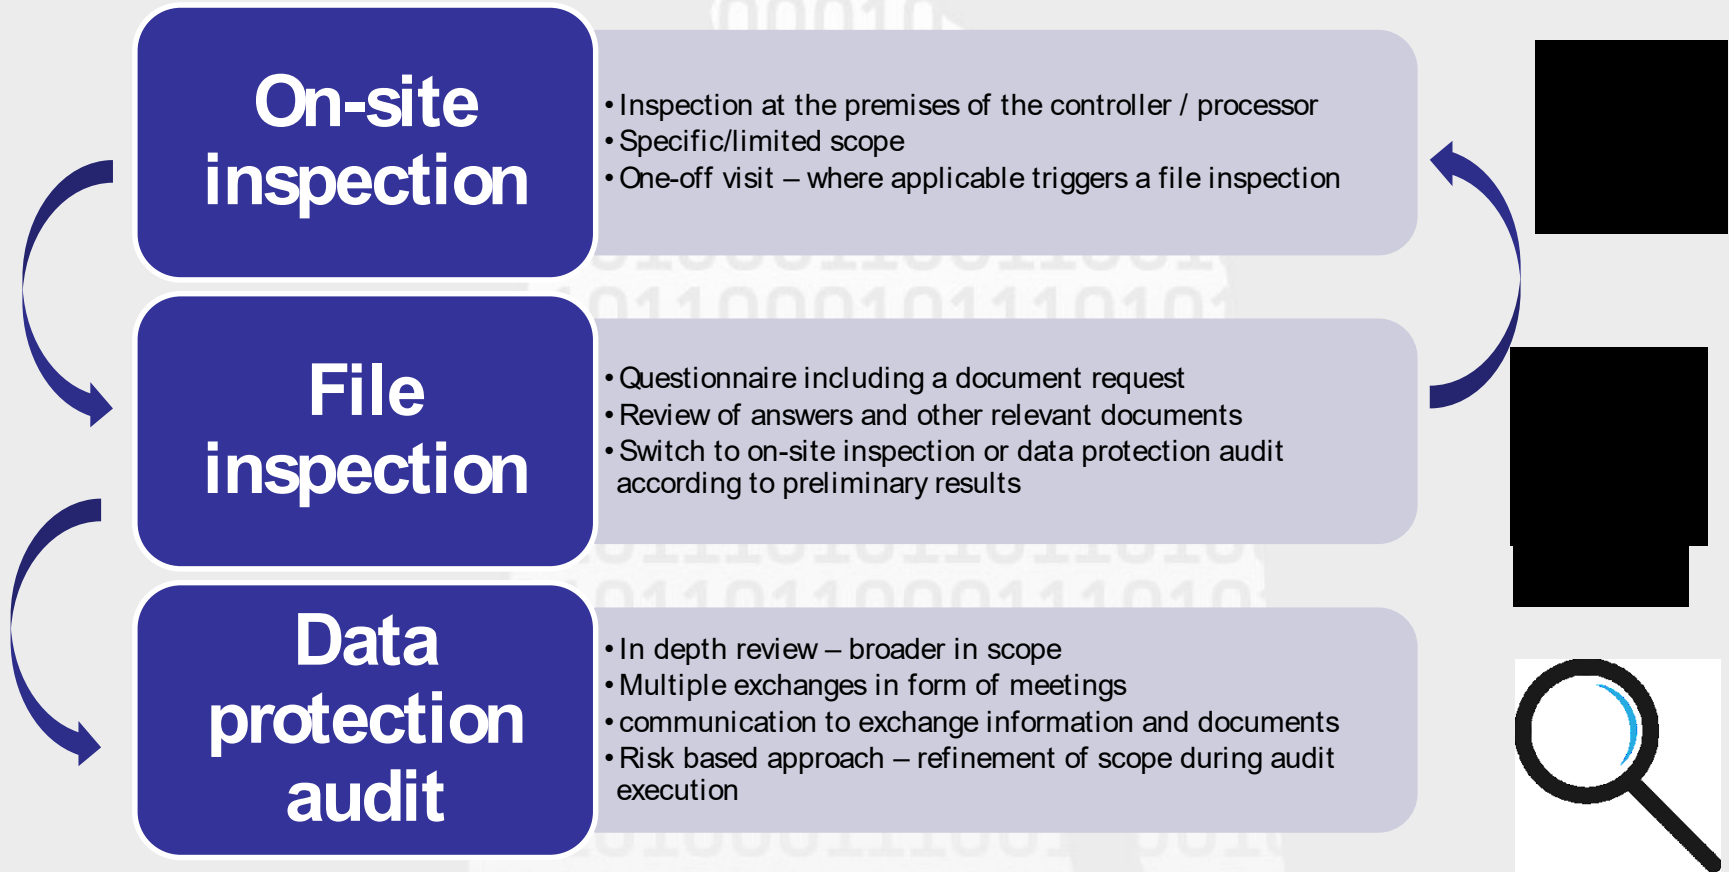 On-site
inspection
• Inspection at the premises of the controller / processor
• Specific/limited scope
• One-off visit – where applicable triggers a file inspection
File
inspection
• Questionnaire including a document request
• Review of answers and other relevant documents
• Switch to on-site inspection or data protection audit
according to preliminary results
Data
protection
audit
• In depth review – broader in scope
• Multiple exchanges in form of meetings
• communication to exchange information and documents
• Risk based approach – refinement of scope during audit
execution